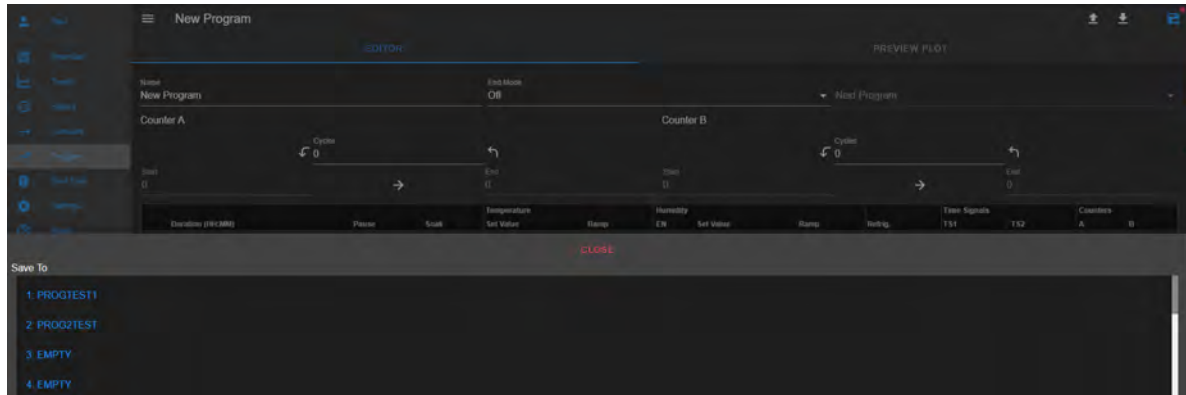 New Program
EDITOR
PREVIEW PLOT
Name
End Mode
New Program
Off
Next Program
Counter A
Counter B
Cycles
Cycles
0
0
Start
End
Start
End
0
0
0
0
Temperature
Humidity
Time Signals
Counters
Duration (HH:MM)
Pause
Soak
Set Value
Ramp
EN
Set Value
Ramp
Refrig.
TS1
TS2
A
B
CLOSE
Save To
1. PROGTEST1
2. PROG2TEST
3. EMPTY
4. EMPTY